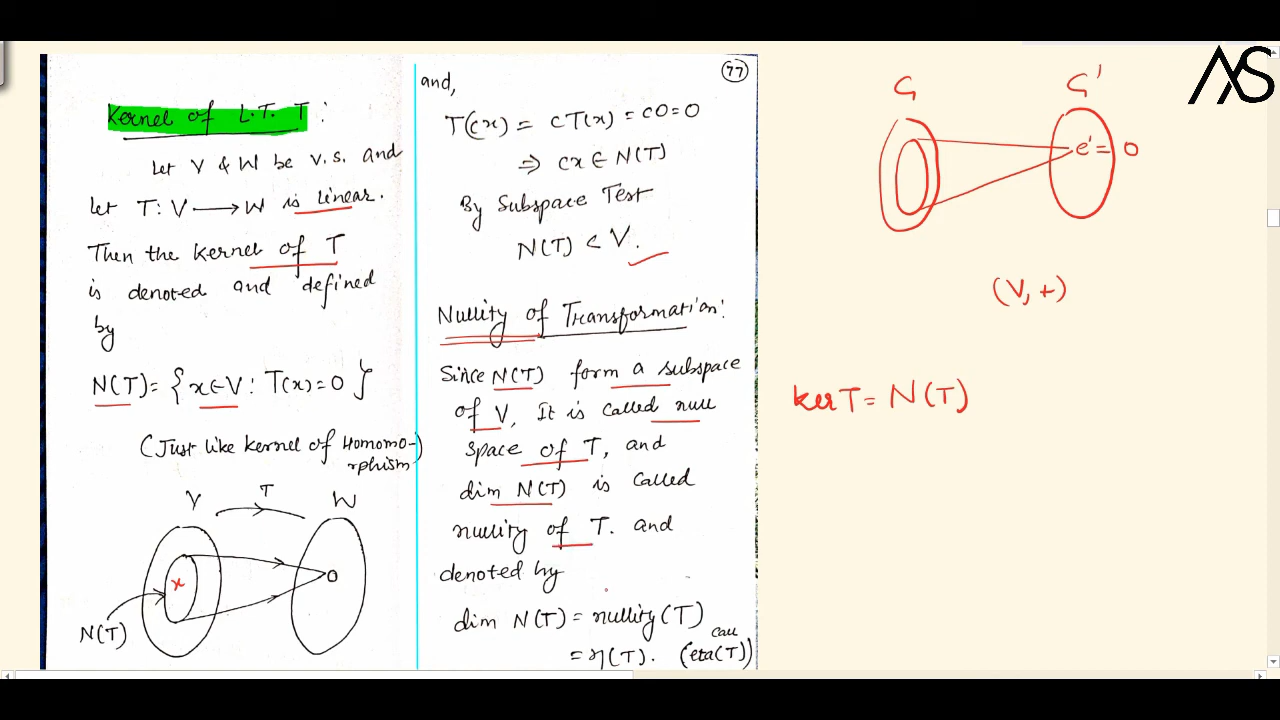 Kernel of L.T. T:
Let V & W be v.s. and
let T: V → W is linear.
Then the kernel of T
is denoted and defined
by
N(T)= { x∈V : T(x)=0 }
(Just like kernel of Homomo-
rphism)
V T W
x
0
N(T)
77
and,
T(cx) = cT(x) = c0 = 0
⇒ cx ∈ N(T)
By Subspace Test
N(T) < V.
Nullity of Transformation:
Since N(T) form a subspace
of V, It is called null
space of T, and
dim N(T) is called
nullity of T. and
denoted by
dim N(T) = nullity(T)
= η(T). (eta(T))
call
NS
G G'
e' = 0
(V, +)
ker T = N(T)